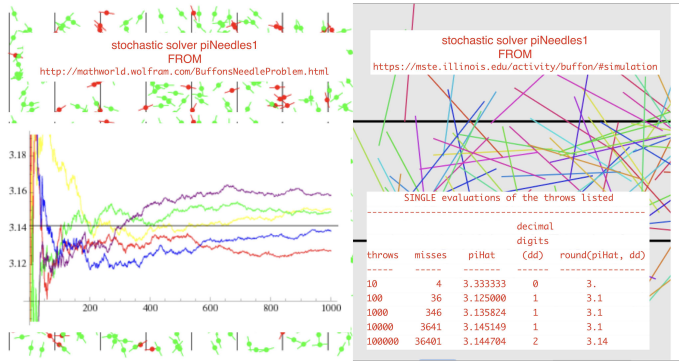 stochastic solver piNeedles1
FROM
http://mathworld.wolfram.com/BuffonsNeedleProblem.html
3.18
3.16
3.14
3.12
200 400 600 800 1000
stochastic solver piNeedles1
FROM
https://mste.illinois.edu/activity/buffon/#simulation
SINGLE evaluations of the throws listed
----------------------------------------
decimal
digits
throws misses piHat (dd) round(piHat, dd)
----- ----- ----- ----- -----
10 4 3.333333 0 3.
100 36 3.125000 1 3.1
1000 346 3.135824 1 3.1
10000 3641 3.145149 1 3.1
100000 36401 3.144704 2 3.14